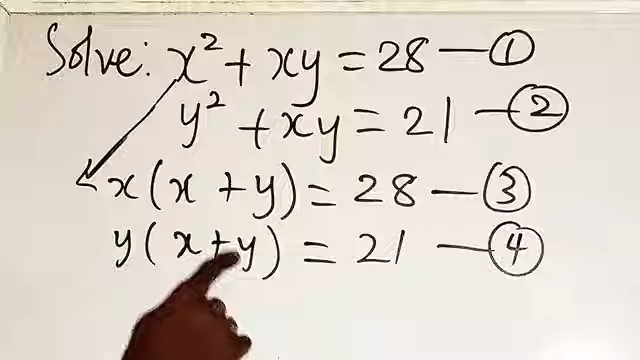 Solve: x² + xy = 28 — ①
y² + xy = 21 — ②
x(x + y) = 28 — ③
y(x + y) = 21 — ④